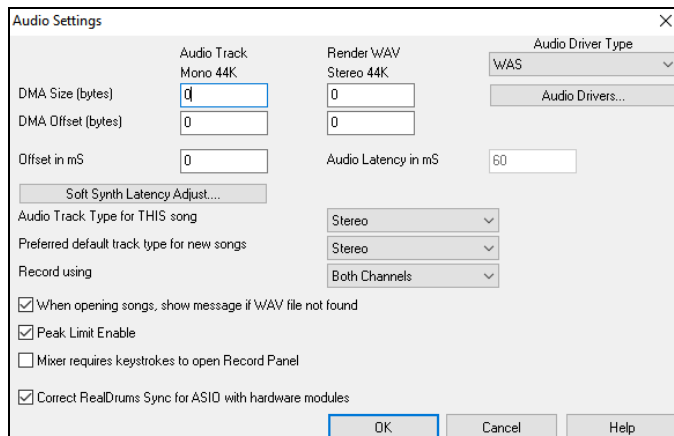 Audio Settings
Audio Track
Mono 44K
Render WAV
Stereo 44K
Audio Driver Type
WAS
DMA Size (bytes)
0
0
Audio Drivers...
DMA Offset (bytes)
0
0
Offset in mS
0
Audio Latency in mS
60
Soft Synth Latency Adjust....
Audio Track Type for THIS song
Stereo
Preferred default track type for new songs
Stereo
Record using
Both Channels
When opening songs, show message if WAV file not found
Peak Limit Enable
Mixer requires keystrokes to open Record Panel
Correct RealDrums Sync for ASIO with hardware modules
OK
Cancel
Help